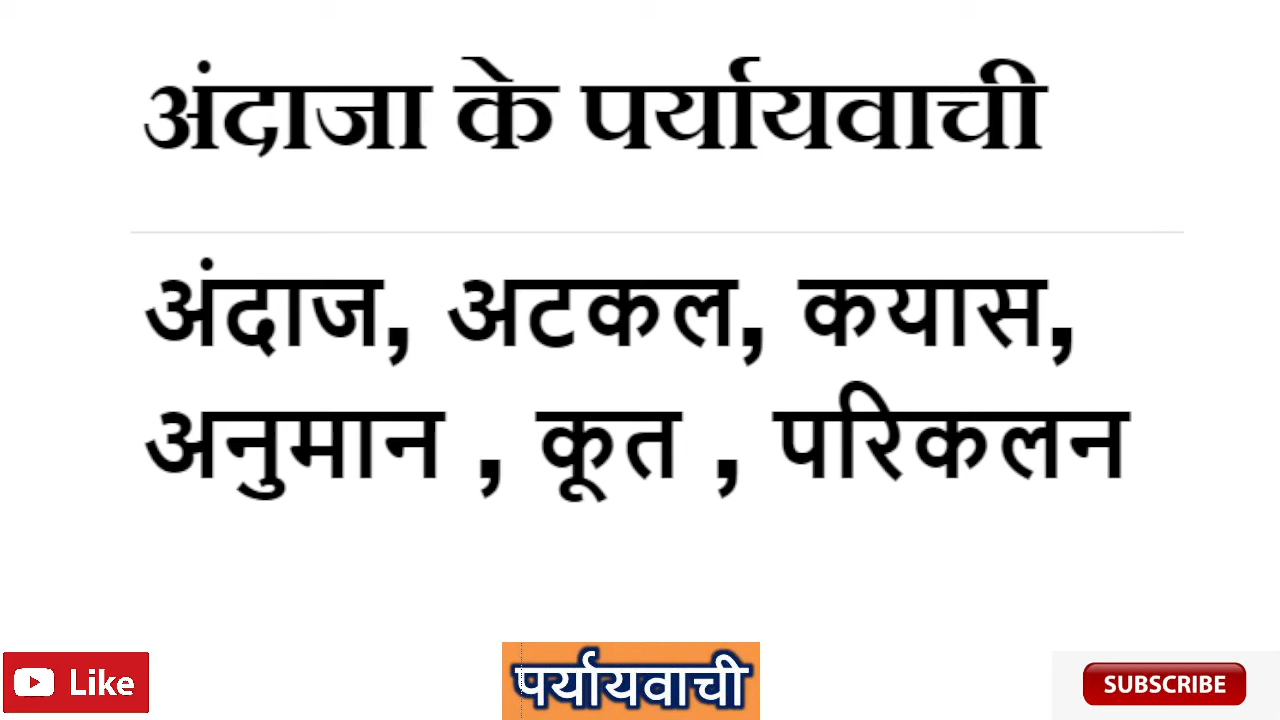 अंदाजा के पर्यायवाची
अंदाज, अटकल, कयास,
अनुमान , कूत , परिकलन
Like
पर्यायवाची
SUBSCRIBE